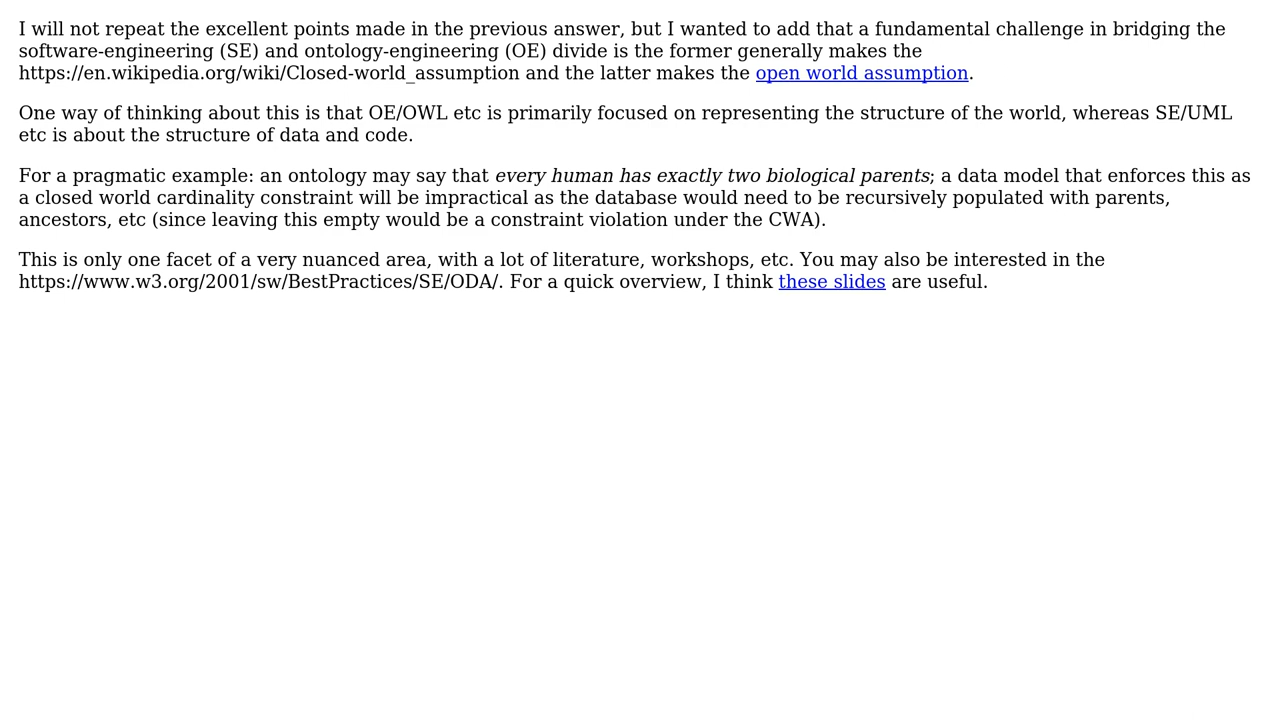 I will not repeat the excellent points made in the previous answer, but I wanted to add that a fundamental challenge in bridging the
software-engineering (SE) and ontology-engineering (OE) divide is the former generally makes the
https://en.wikipedia.org/wiki/Closed-world_assumption and the latter makes the open world assumption.
One way of thinking about this is that OE/OWL etc is primarily focused on representing the structure of the world, whereas SE/UML
etc is about the structure of data and code.
For a pragmatic example: an ontology may say that every human has exactly two biological parents; a data model that enforces this as
a closed world cardinality constraint will be impractical as the database would need to be recursively populated with parents,
ancestors, etc (since leaving this empty would be a constraint violation under the CWA).
This is only one facet of a very nuanced area, with a lot of literature, workshops, etc. You may also be interested in the
https://www.w3.org/2001/sw/BestPractices/SE/ODA/. For a quick overview, I think these slides are useful.